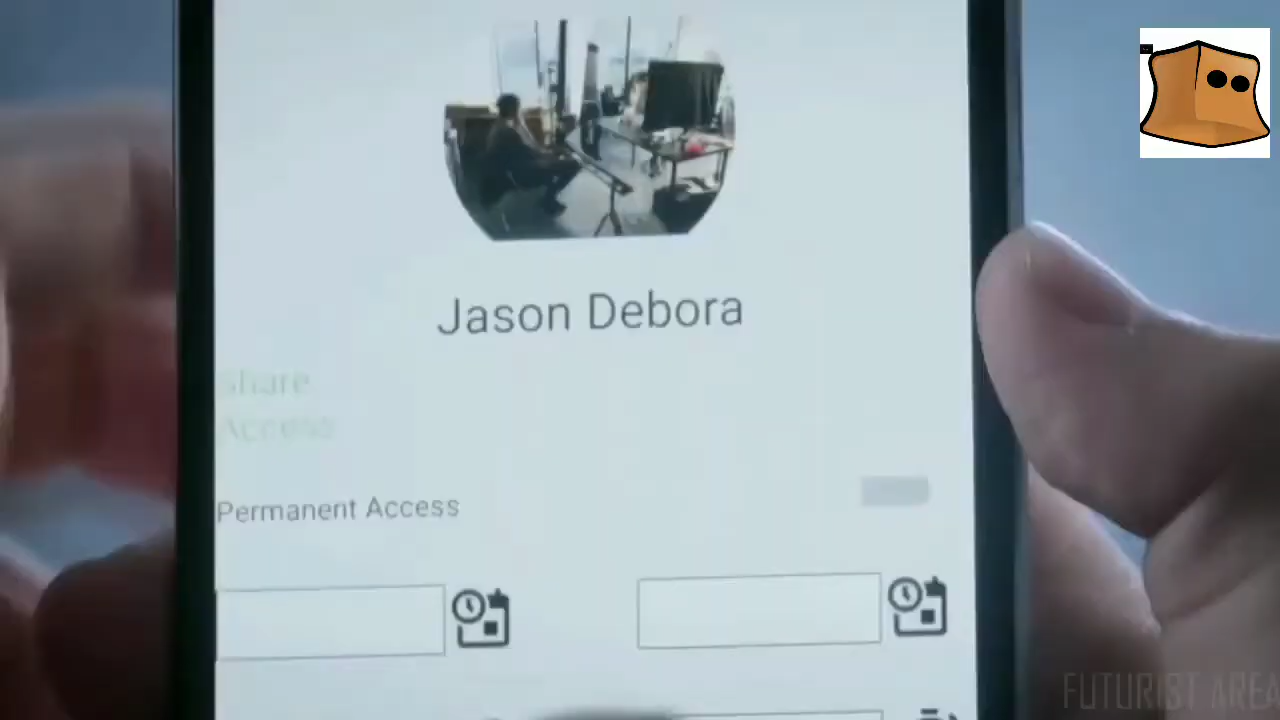 Jason Debora
Share
Access
Permanent Access
FUTURIST AREA